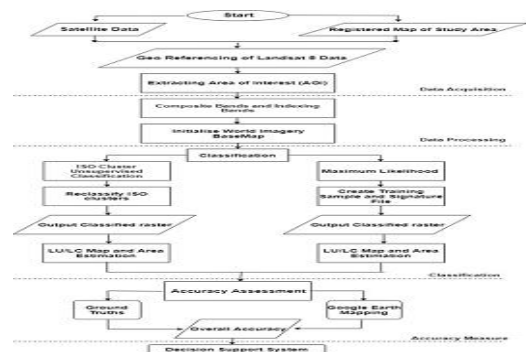 Start
Satellite Data
Registered Map of Study Area
Geo Referencing of Landsat 8 Data
Extracting Area of Interest (AOI)
Data Acquisition
Composite Bands and Indexing
Bands
Initialise World Imagery
BaseMap
Data Processing
Classification
ISO Cluster
Unsupervised
Classification
Maximum Likelihood
Reclassify ISO
clusters
Create Training
Sample and Signature
File
Output Classified raster
Output Classified raster
LU/LC Map and Area
Estimation
LU/LC Map and Area
Estimation
Classification
Accuracy Assessment
Ground
Truths
Google Earth
Mapping
Overall Accuracy
Accuracy Measure
Decision Support System